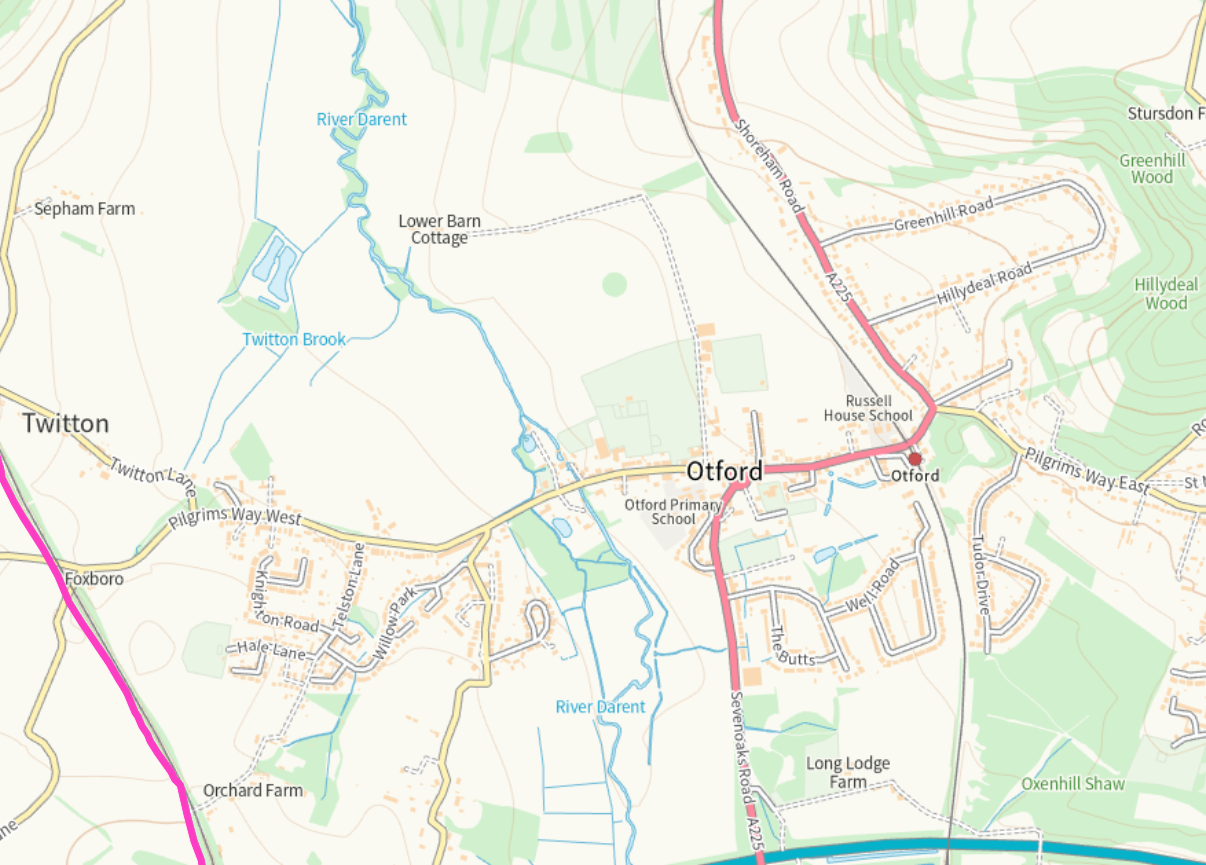 River Darent
Shoreham Road
Stursdon F
Greenhill
Wood
Sepham Farm
Lower Barn
Cottage
Greenhill Road
A225
Hillydeal Road
Hillydeal
Wood
Twitton Brook
Twitton
Russell
House School
Twitton Lane
Otford
Otford
Pilgrims Way East
St
Pilgrims Way West
Otford Primary
School
Foxboro
Knighton Road
Telston Lane
Willow Park
Hale Lane
Well Road
Tudor Drive
The Butts
River Darent
Sevenoaks Road
A225
Orchard Farm
Long Lodge
Farm
Oxenhill Shaw
ne